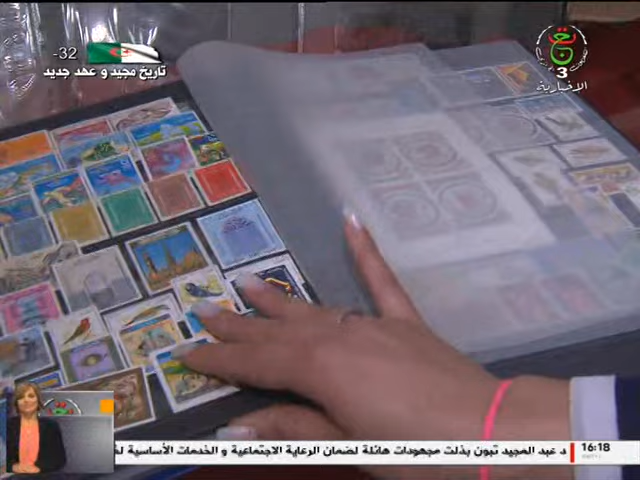 -32
تاريخ مجيد و عهد جديد
3
الإخبارية
د عبد المجيد تبون بذلت مجهودات هائلة لضمان الرعاية الاجتماعية و الخدمات الأساسية
16:18